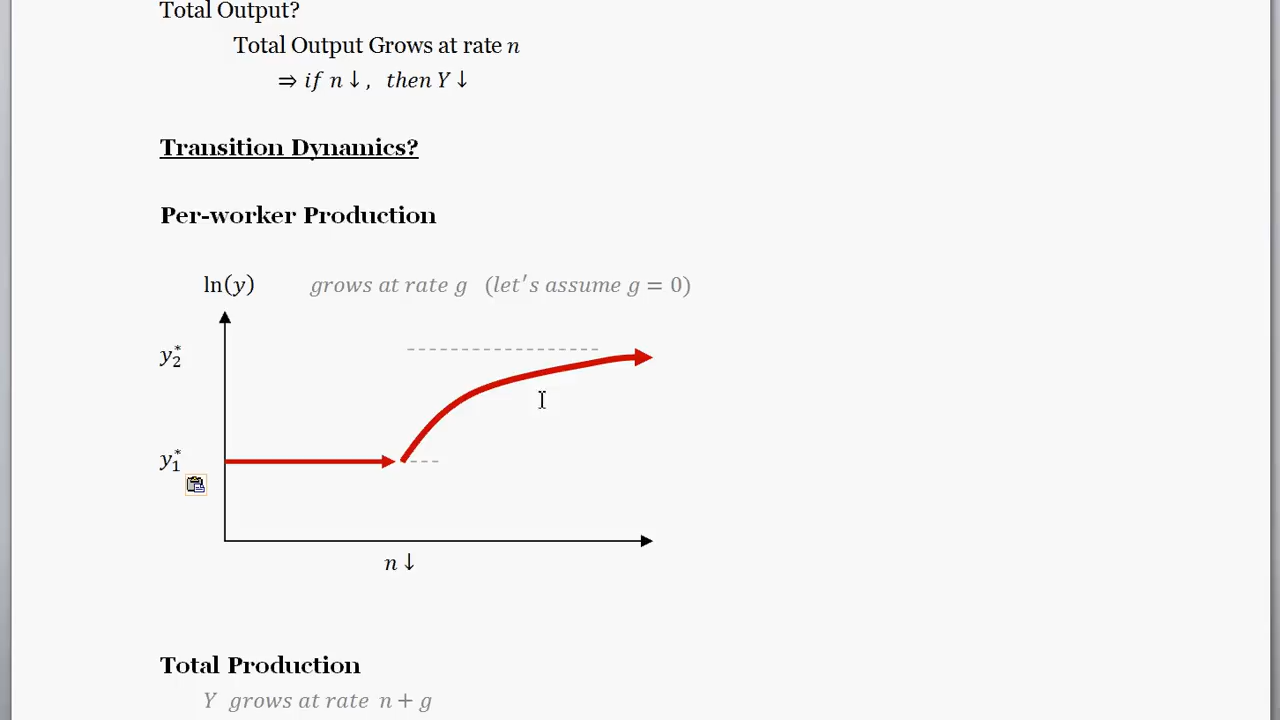 Total Output?
Total Output Grows at rate n
⇒ if n↓, then Y↓
Transition Dynamics?
Per-worker Production
ln(y) grows at rate g (let's assume g = 0)
y₂*
y₁*
n↓
Total Production
Y grows at rate n + g